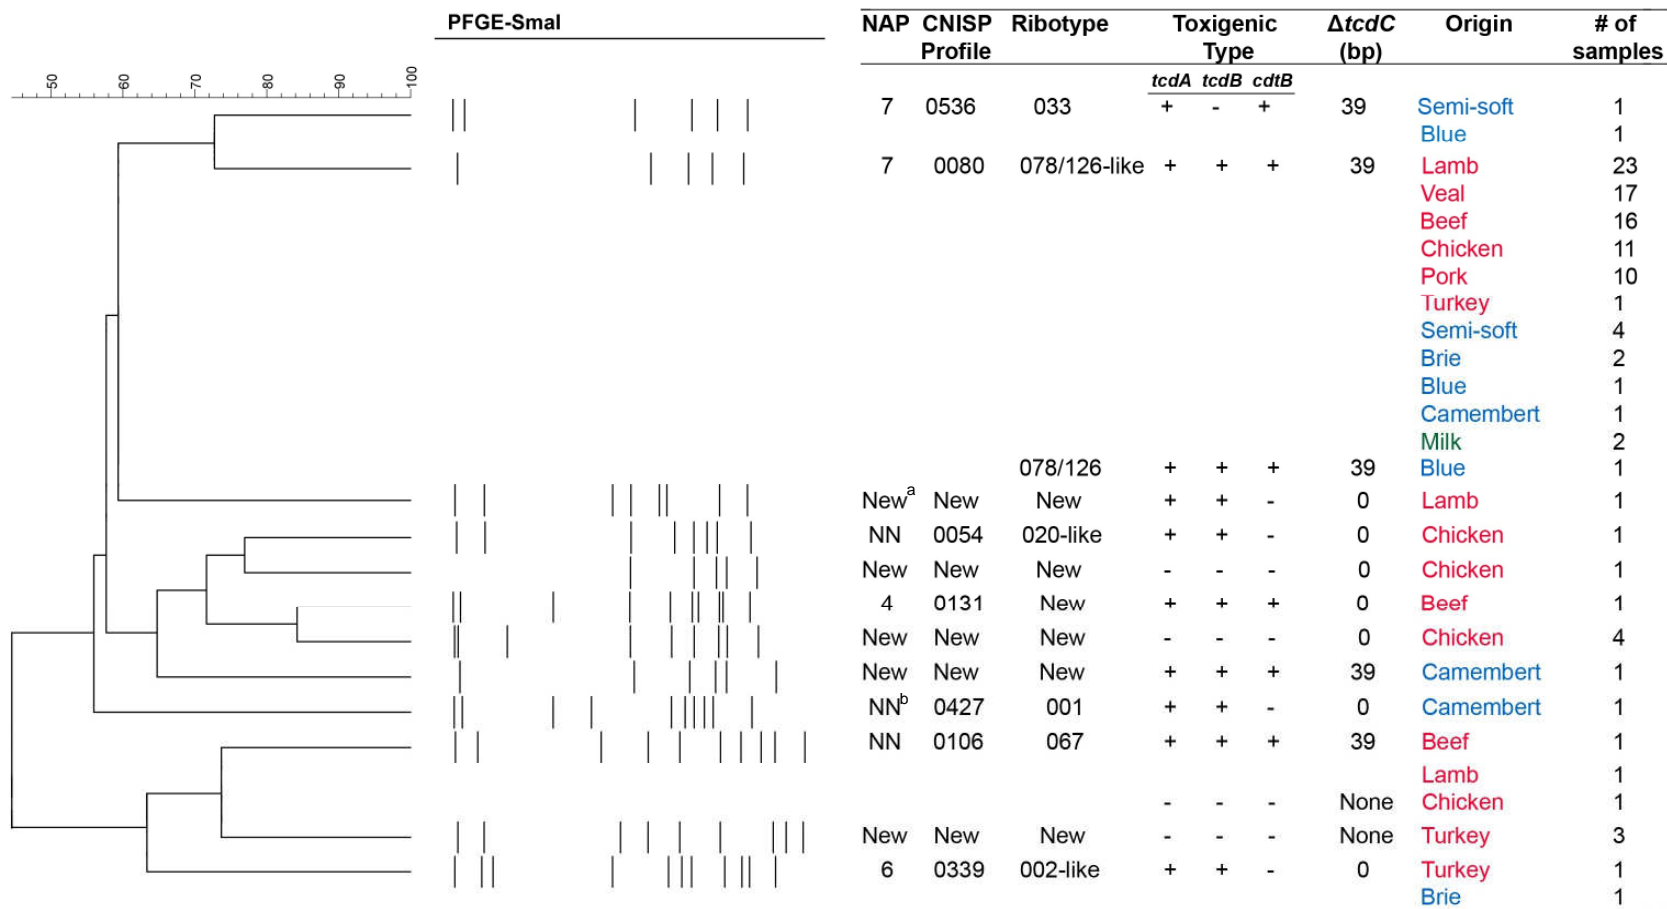 PFGE-SmaI
50 60 70 80 90 100
NAP CNISP Profile Ribotype Toxigenic Type ΔtcdC (bp) Origin # of samples
tcdA tcdB cdtB
7 0536 033 + - + 39 Semi-soft 1
Blue 1
7 0080 078/126-like + + + 39 Lamb 23
Veal 17
Beef 16
Chicken 11
Pork 10
Turkey 1
Semi-soft 4
Brie 2
Blue 1
Camembert 1
Milk 2
078/126 + + + 39 Blue 1
Newa New New + + - 0 Lamb 1
NN 0054 020-like + + - 0 Chicken 1
New New New - - - 0 Chicken 1
4 0131 New + + + 0 Beef 1
New New New - - - 0 Chicken 4
New New New + + + 39 Camembert 1
NNb 0427 001 + + - 0 Camembert 1
NN 0106 067 + + + 39 Beef 1
Lamb 1
- - - None Chicken 1
New New New - - - None Turkey 3
6 0339 002-like + + - 0 Turkey 1
Brie 1